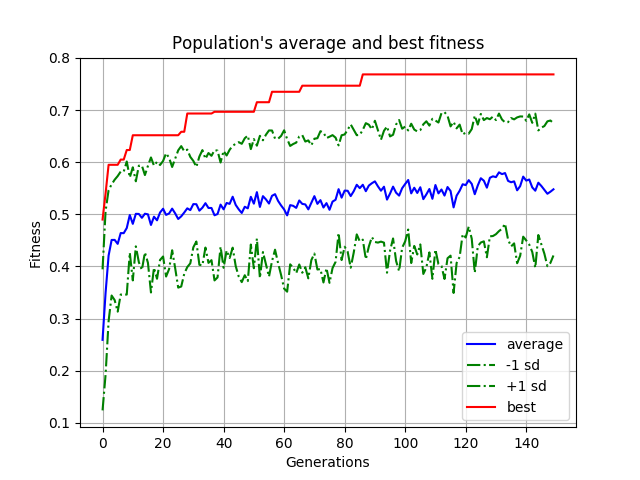 Population's average and best fitness
0.8
0.7
0.6
0.5
0.4
0.3
0.2
0.1
Fitness
average
-1 sd
+1 sd
best
0 20 40 60 80 100 120 140
Generations